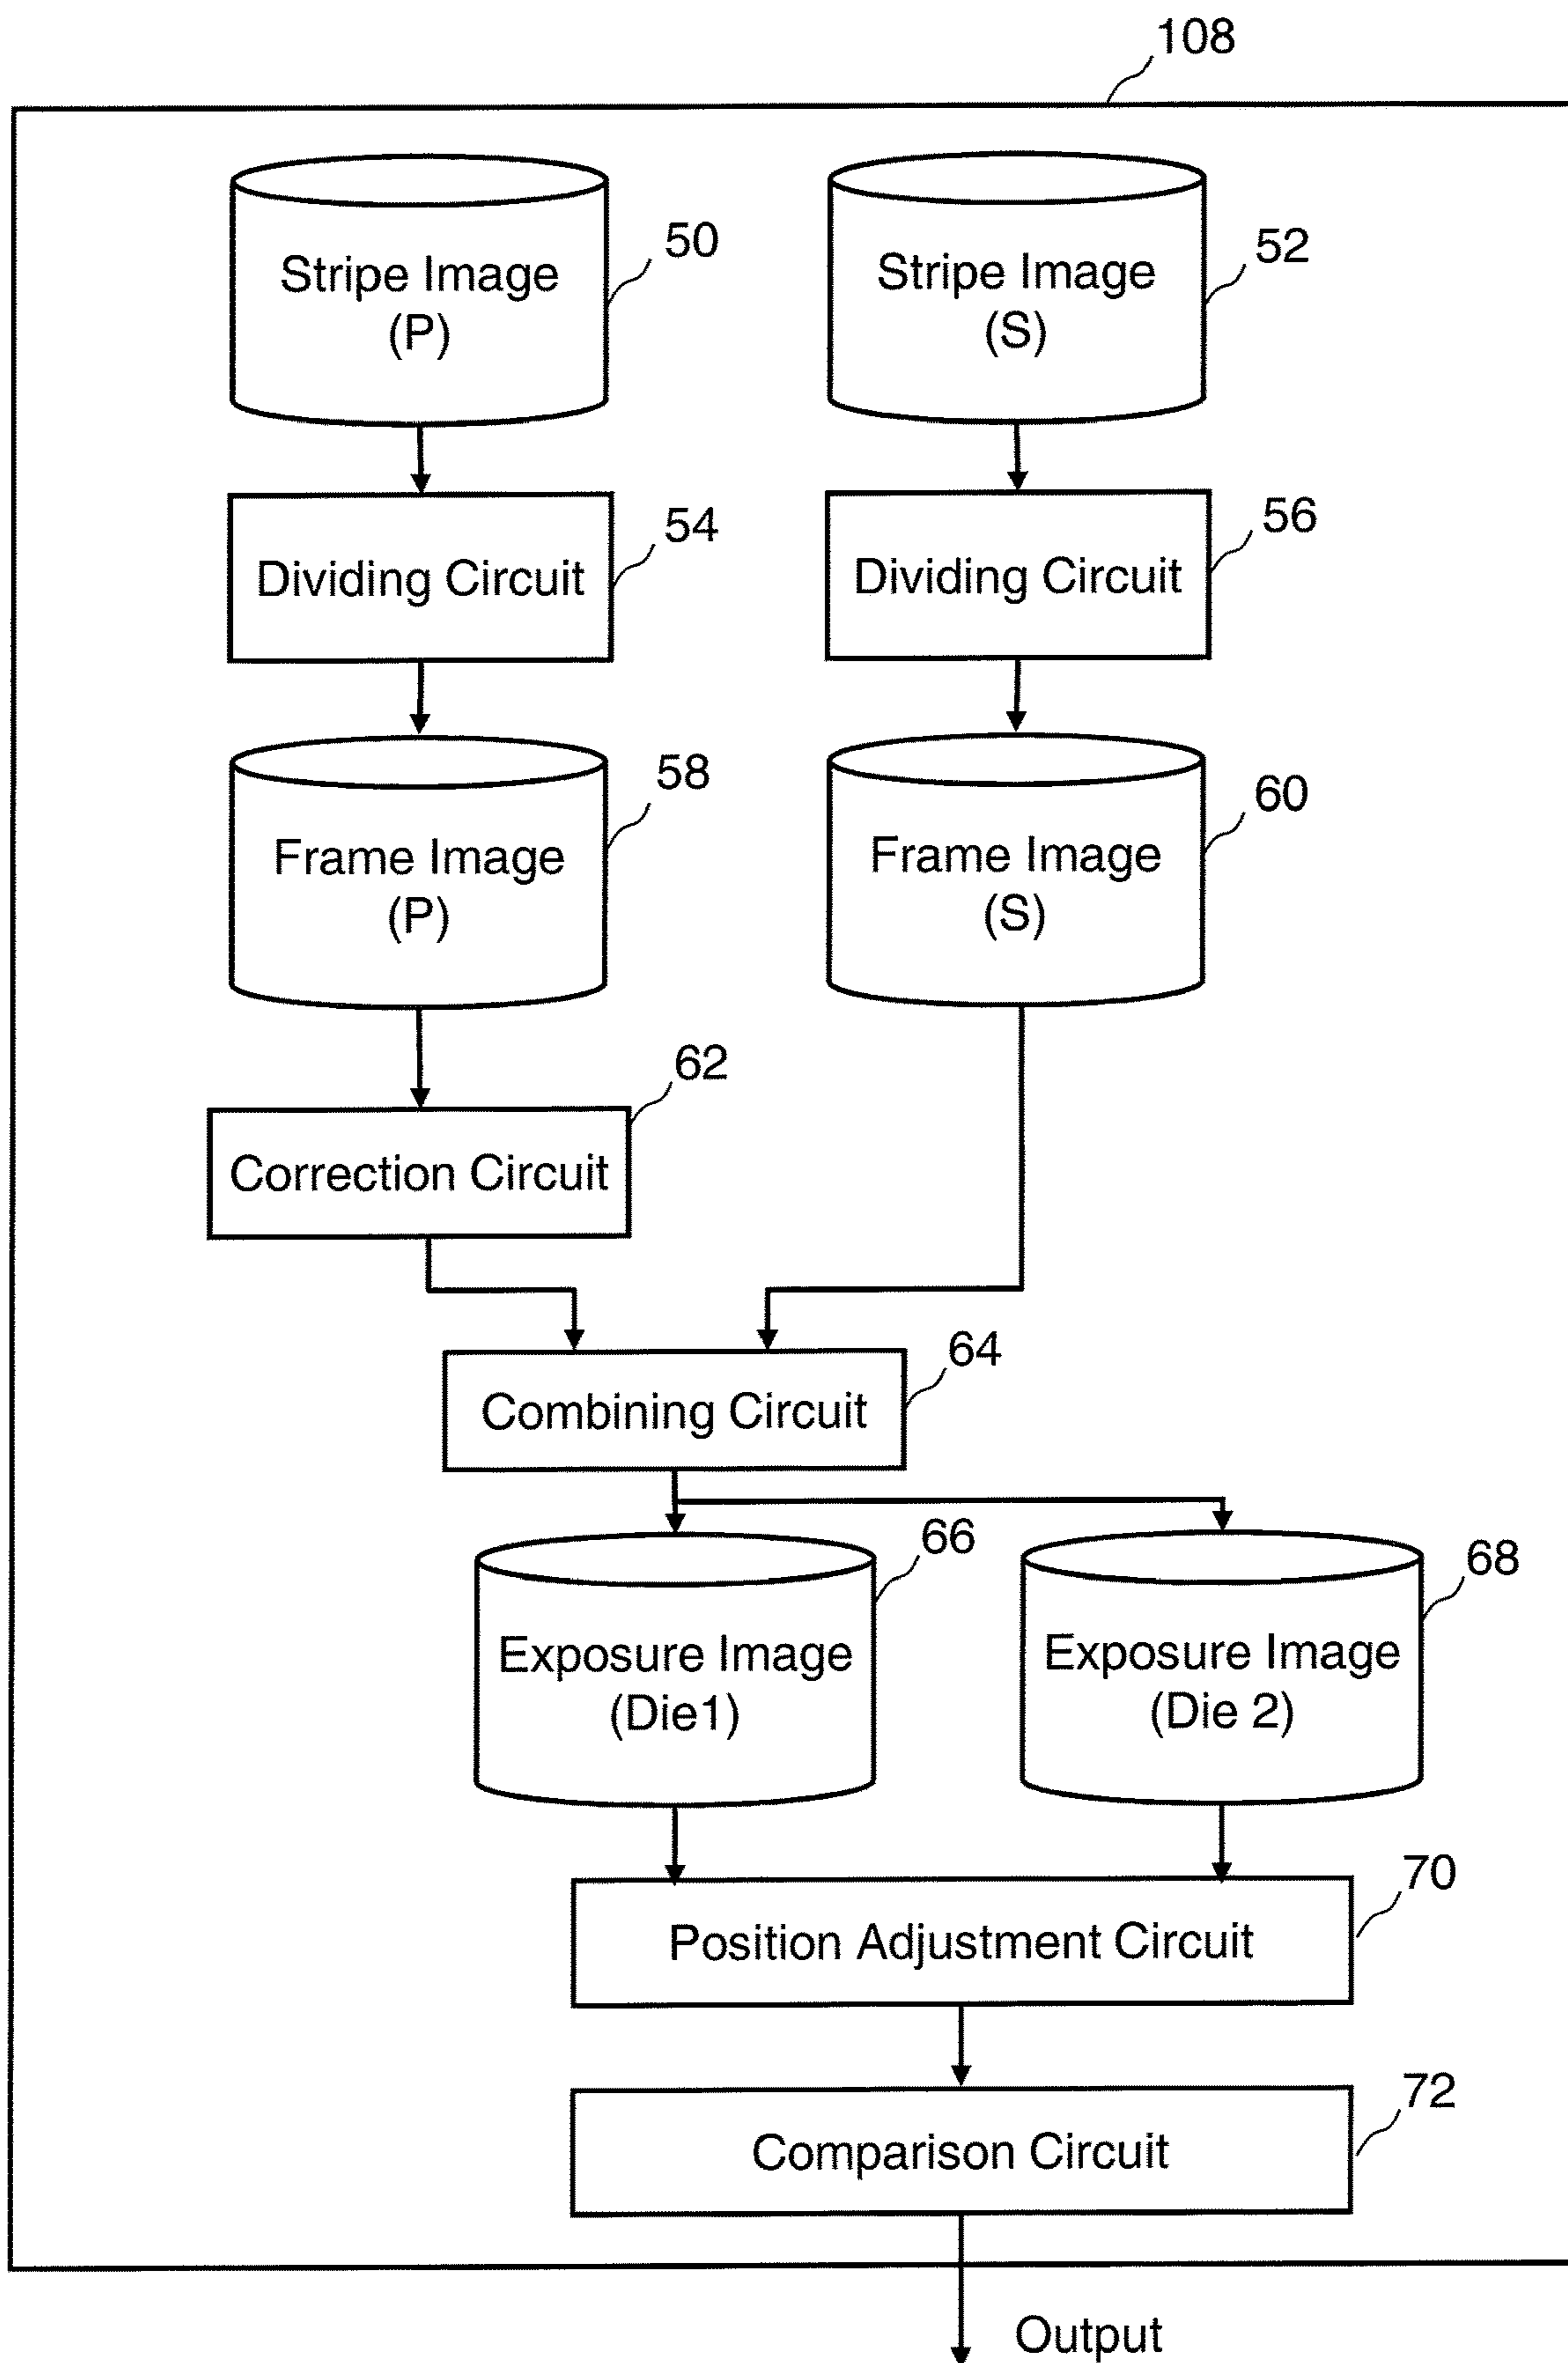 108
Stripe Image
(P)
50
Stripe Image
(S)
52
Dividing Circuit
54
Dividing Circuit
56
Frame Image
(P)
58
Frame Image
(S)
60
Correction Circuit
62
Combining Circuit
64
Exposure Image
(Die1)
66
Exposure Image
(Die 2)
68
Position Adjustment Circuit
70
Comparison Circuit
72
Output